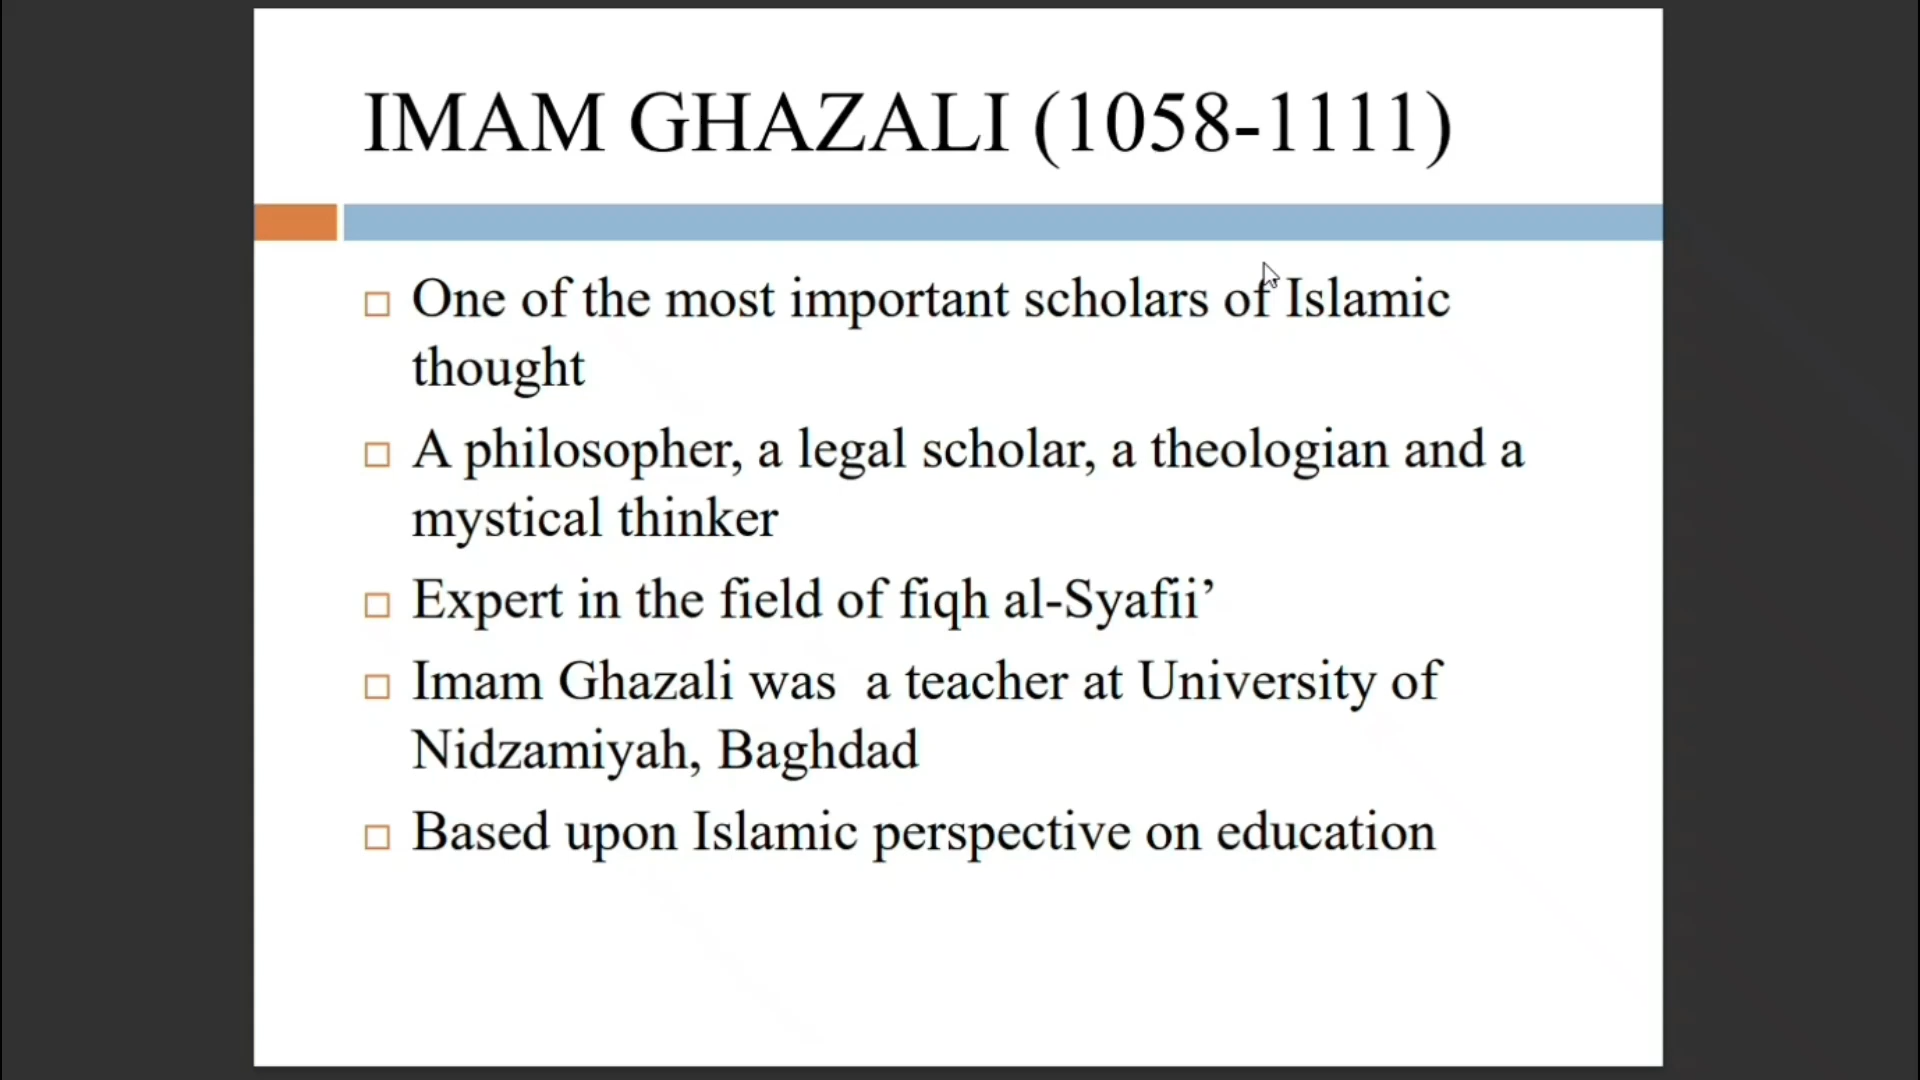 IMAM GHAZALI (1058-1111)
One of the most important scholars of Islamic
thought
A philosopher, a legal scholar, a theologian and a
mystical thinker
Expert in the field of fiqh al-Syafii’
Imam Ghazali was  a teacher at University of
Nidzamiyah, Baghdad
Based upon Islamic perspective on education